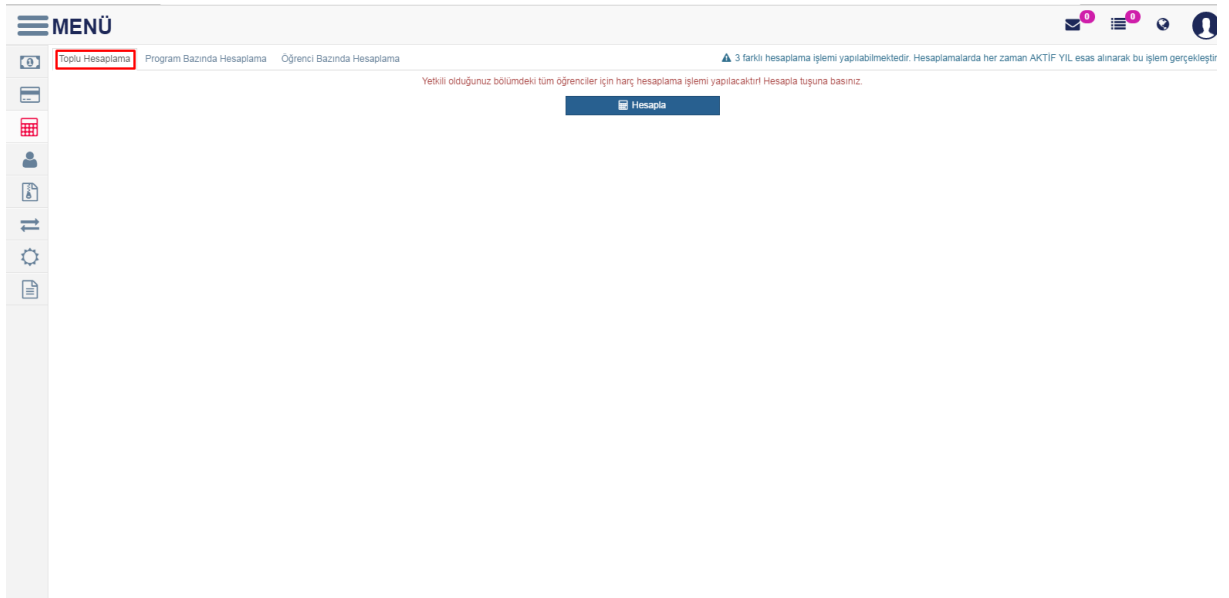 MENÜ
0 0
Toplu Hesaplama Program Bazında Hesaplama Öğrenci Bazında Hesaplama
3 farklı hesaplama işlemi yapılabilmektedir. Hesaplamalarda her zaman AKTİF YIL esas alınarak bu işlem gerçekleştir
Yetkili olduğunuz bölümdeki tüm öğrenciler için harç hesaplama işlemi yapılacaktır! Hesapla tuşuna basınız.
Hesapla